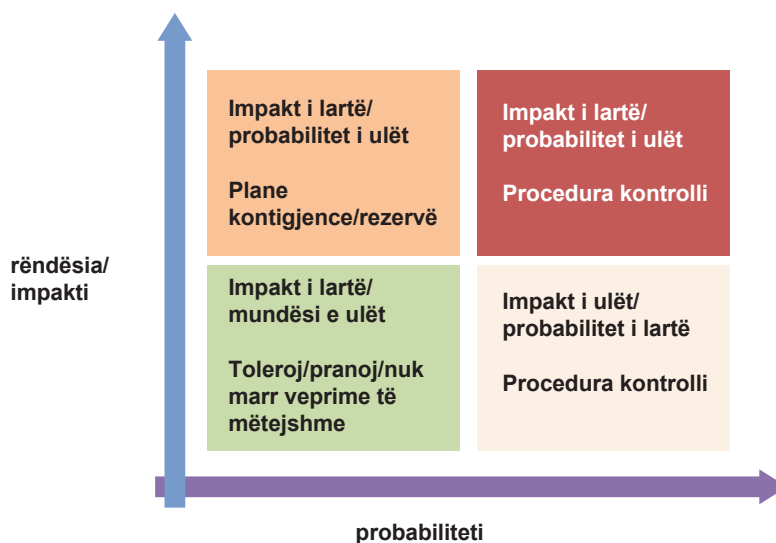 Impakt i lartë/
probabilitet i ulët
Plane
kontigjence/rezervë
Impakt i lartë/
probabilitet i ulët
Procedura kontrolli
rëndësia/
impakti
Impakt i lartë/
mundësi e ulët
Toleroj/pranoj/nuk
marr veprime të
mëtejshme
Impakt i ulët/
probabilitet i lartë
Procedura kontrolli
probabiliteti